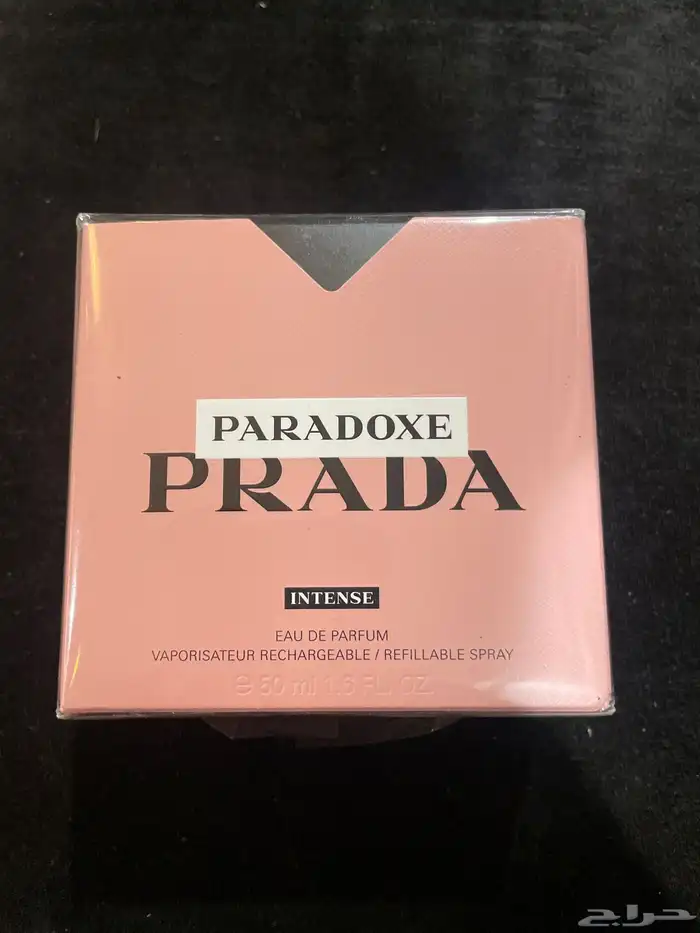 PARADOXE
PRADA
INTENSE
EAU DE PARFUM
VAPORISATEUR RECHARGEABLE / REFILLABLE SPRAY
℮ 50 ml 1.6 FL. OZ.
حراج